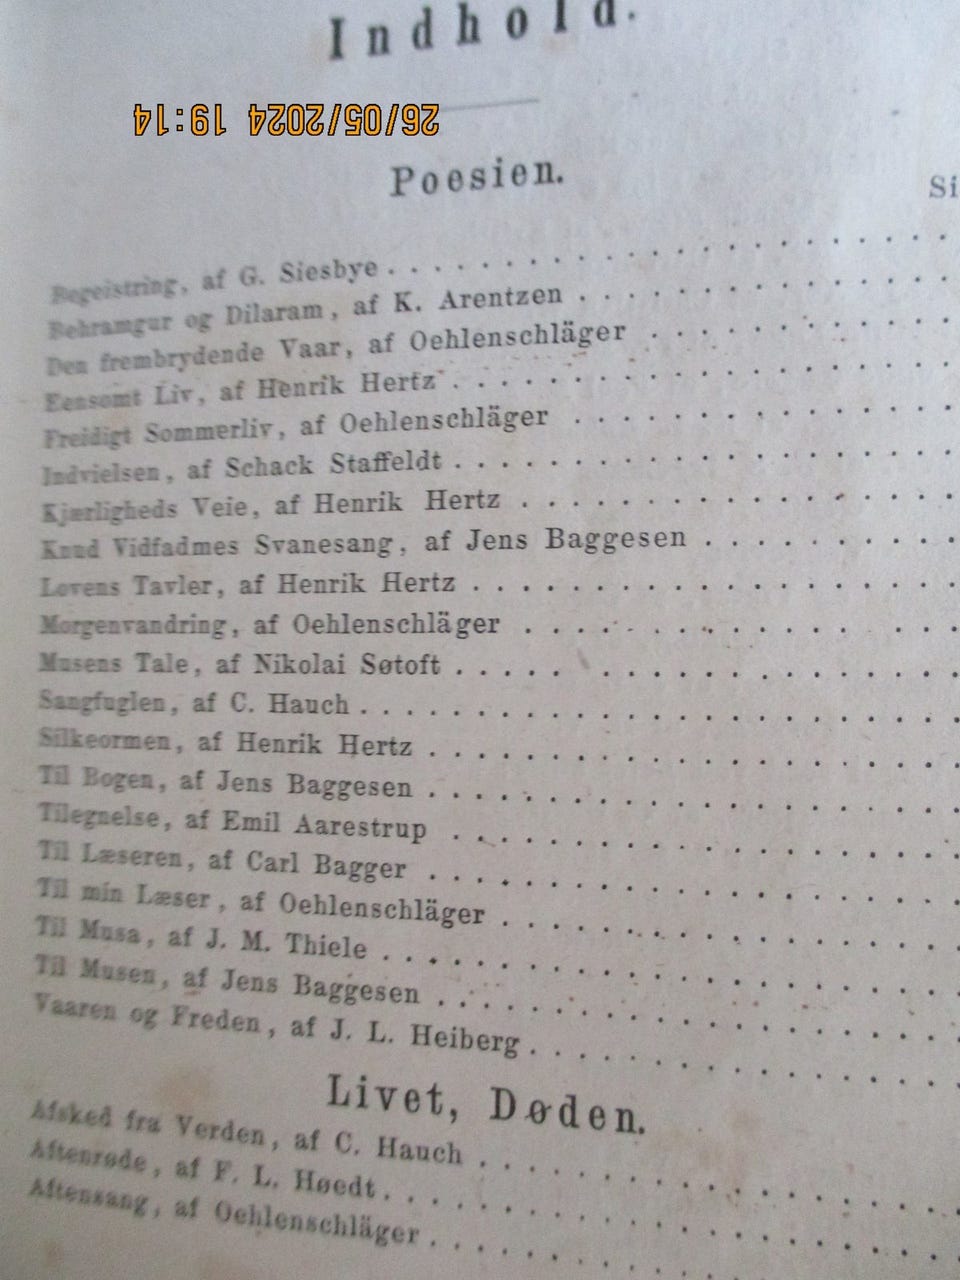 Indhold.
26/05/2024 19:14
Poesien.
Si
Begeistring, af G. Siesbye . . . . . . . . . . . . . . . . . . . .
Behramgur og Dilaram, af K. Arentzen . . . . . . . . . . . . . . . .
Den frembrydende Vaar, af Oehlenschläger . . . . . . . . . . . . .
Eensomt Liv, af Henrik Hertz . . . . . . . . . . . . . . . . . . . .
Freidigt Sommerliv, af Oehlenschläger . . . . . . . . . . . . . . . .
Indvielsen, af Schack Staffeldt . . . . . . . . . . . . . . . . . . . .
Kjærligheds Veie, af Henrik Hertz . . . . . . . . . . . . . . . . . .
Knud Vidfadmes Svanesang, af Jens Baggesen . . . . . . . . . . .
Lovens Tavler, af Henrik Hertz . . . . . . . . . . . . . . . . . . . .
Morgenvandring, af Oehlenschläger . . . . . . . . . . . . . . . . . .
Musens Tale, af Nikolai Søtoft . . . . . . . . . . . . . . . . . . . .
Sangfuglen, af C. Hauch . . . . . . . . . . . . . . . . . . . . . . . .
Silkeormen, af Henrik Hertz . . . . . . . . . . . . . . . . . . . . . .
Til Bogen, af Jens Baggesen . . . . . . . . . . . . . . . . . . . . . .
Tilegnelse, af Emil Aarestrup . . . . . . . . . . . . . . . . . . . . .
Til Læseren, af Carl Bagger . . . . . . . . . . . . . . . . . . . . . .
Til min Læser, af Oehlenschläger . . . . . . . . . . . . . . . . . . .
Til Musa, af J. M. Thiele . . . . . . . . . . . . . . . . . . . . . . . .
Til Musen, af Jens Baggesen . . . . . . . . . . . . . . . . . . . . . .
Vaaren og Freden, af J. L. Heiberg . . . . . . . . . . . . . . . . . .
Livet, Døden.
Afsked fra Verden, af C. Hauch . . . . . . . . . . . . . . . . . . . .
Aftenrøde, af F. L. Høedt . . . . . . . . . . . . . . . . . . . . . . . .
Aftensang, af Oehlenschläger . . . . . . . . . . . . . . . . . . . . .